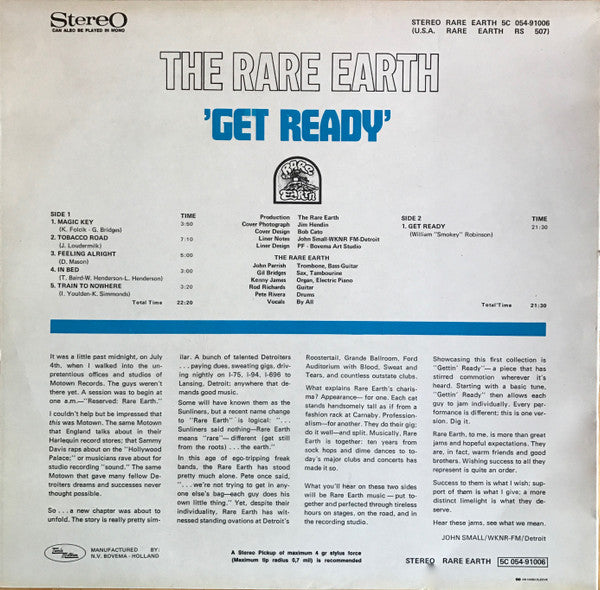 StereO
CAN ALSO BE PLAYED IN MONO
STEREO RARE EARTH 5C 054-91006
(U.S.A. RARE EARTH RS 507)
THE RARE EARTH
'GET READY'
RARE
EARTH
SIDE 1 TIME
1. MAGIC KEY 3:50
(K. Folcik - G. Bridges)
2. TOBACCO ROAD 7:10
(J. Loudermilk)
3. FEELING ALRIGHT 5:00
(D. Mason)
4. IN BED 3:00
(T. Baird-W. Henderson-L. Henderson)
5. TRAIN TO NOWHERE 3:20
(I. Youlden-K. Simmonds)
Total Time 22:20
Production The Rare Earth
Cover Photograph Jim Hendin
Cover Design Bob Cato
Liner Notes John Small-WKNR FM-Detroit
Liner Design PF - Bovema Art Studio
THE RARE EARTH
John Parrish Trombone, Bass Guitar
Gil Bridges Sax, Tambourine
Kenny James Organ, Electric Piano
Rod Richards Guitar
Pete Rivera Drums
Vocals By All
SIDE 2 TIME
1. GET READY 21:30
(William "Smokey" Robinson)
Total Time 21:30
It was a little past midnight, on July
4th, when I walked into the un-
pretentious offices and studios of
Motown Records. The guys weren't
there yet. A session was to begin at
one a.m.—"Reserved: Rare Earth."
I couldn't help but be impressed that
this was Motown. The same Motown
that England talks about in their
Harlequin record stores; that Sammy
Davis raps about on the "Hollywood
Palace;" or musicians rave about for
studio recording "sound." The same
Motown that gave many fellow De-
troiters dreams and successes never
thought possible.
So . . . a new chapter was about to
unfold. The story is really pretty sim-
ilar. A bunch of talented Detroiters
. . . paying dues, sweating gigs, driv-
ing nightly on I-75, I-94, I-696 to
Lansing, Detroit; anywhere that de-
mands good music.
Some will have known them as the
Sunliners, but a recent name change
to "Rare Earth" is logical: ". . .
Sunliners said nothing—Rare Earth
means "rare"— different (get still
from the roots) . . .the earth."
In this age of ego-tripping freak
bands, the Rare Earth has stood
pretty much alone. Pete once said,
". . .we're not trying to get in any
one else's bag—each guy does his
own little thing." Yet, despite their
individuality, Rare Earth has wit-
nessed standing ovations at Detroit's
Roostertail, Grande Ballroom, Ford
Auditorium with Blood, Sweat and
Tears, and countless outstate clubs.
What explains Rare Earth's charis-
ma? Appearance— for one. Each cat
stands handsomely tall as if from a
fashion rack at Carnaby. Profession-
alism—for another. They do their gig;
do it well—and split. Musically, Rare
Earth is together: ten years from
sock hops and dime dances to to-
day's major clubs and concerts has
made it so.
What you'll hear on these two sides
will be Rare Earth music — put to-
gether and perfected through tireless
hours on stages, on the road, and in
the recording studio.
Showcasing this first collection is
"Gettin' Ready"— a piece that has
stirred commotion wherever it's
heard. Starting with a basic tune,
"Gettin' Ready" then allows each
guy to jam individually. Every per-
formance is different; this is one ver-
sion. Dig it.
Rare Earth, to me, is more than great
jams and hopeful expectations. They
are, in fact, warm friends and good
brothers. Wishing success to all they
represent is quite an order.
Success to them is what I wish: sup-
port of them is what I give; a more
distinct limelight is what they de-
serve.
Hear these jams, see what we mean.
JOHN SMALL/WKNR-FM/Detroit
Tamla
Motown
MANUFACTURED BY:
N.V. BOVEMA - HOLLAND
A Stereo Pickup of maximum 4 gr stylus force
(Maximum tip radius 0,7 mil) is recommended
STEREO RARE EARTH 5C 054-91006